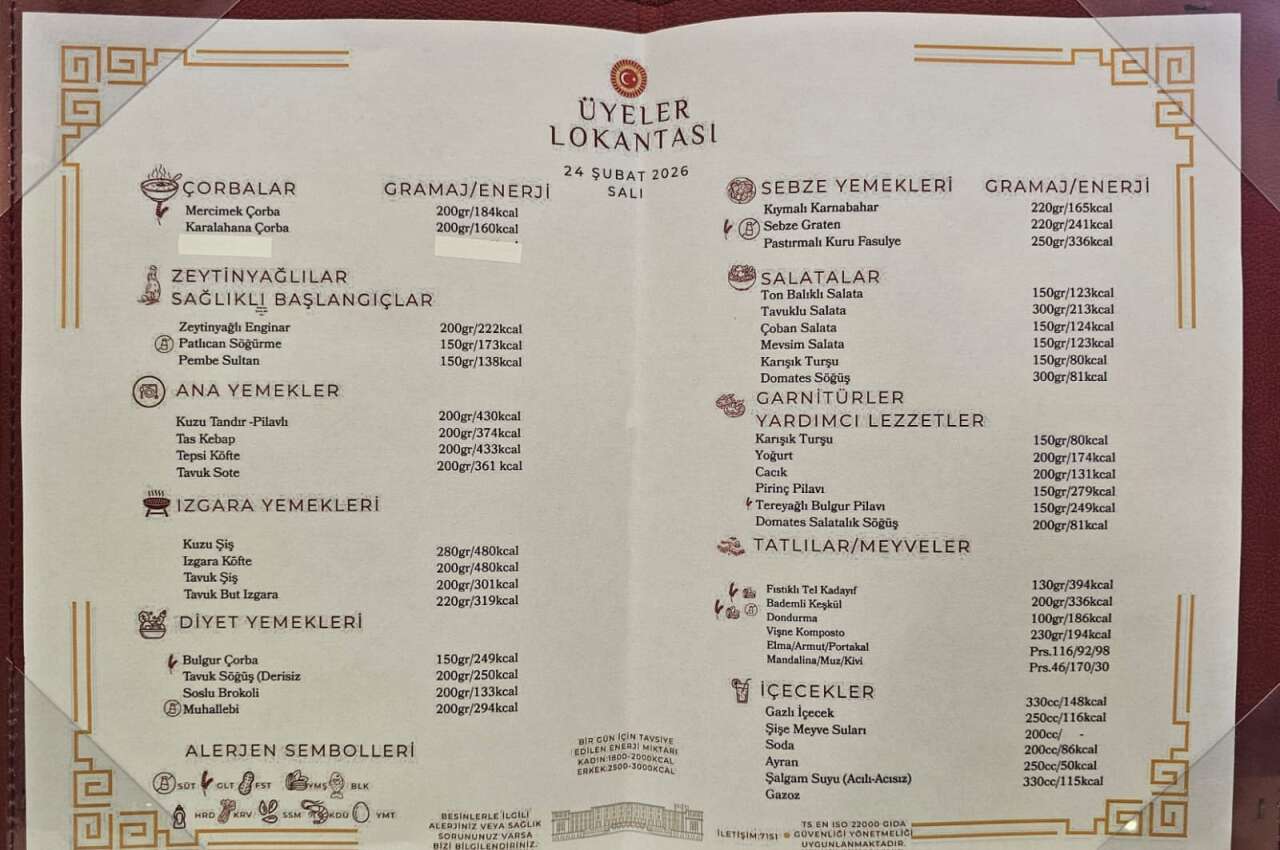 ÜYELER
LOKANTASI
24 ŞUBAT 2026
SALI
ÇORBALAR GRAMAJ/ENERJİ
Mercimek Çorba 200gr/184kcal
Karalahana Çorba 200gr/160kcal
ZEYTİNYAĞLILAR
SAĞLIKLI BAŞLANGIÇLAR
Zeytinyağlı Enginar 200gr/222kcal
Patlıcan Söğürme 150gr/173kcal
Pembe Sultan 150gr/138kcal
ANA YEMEKLER
Kuzu Tandır -Pilavlı 200gr/430kcal
Tas Kebap 200gr/374kcal
Tepsi Köfte 200gr/433kcal
Tavuk Sote 200gr/361 kcal
IZGARA YEMEKLERİ
Kuzu Şiş 280gr/480kcal
Izgara Köfte 200gr/480kcal
Tavuk Şiş 200gr/301kcal
Tavuk But Izgara 220gr/319kcal
DİYET YEMEKLERİ
Bulgur Çorba 150gr/249kcal
Tavuk Söğüş (Derisiz 200gr/250kcal
Soslu Brokoli 200gr/133kcal
Muhallebi 200gr/294kcal
ALERJEN SEMBOLLERİ
SÜT GLT FST YMŞ BLK
HRD KRV SSM KDÜ YMT
BESİNLERLE İLGİLİ
ALERJİNİZ VEYA SAĞLIK
SORUNUNUZ VARSA
BİZİ BİLGİLENDİRİNİZ.
BİR GÜN İÇİN TAVSİYE
EDİLEN ENERJİ MİKTARI
KADIN:1800-2000KCAL
ERKEK:2500-3000KCAL
SEBZE YEMEKLERİ GRAMAJ/ENERJİ
Kıymalı Karnabahar 220gr/165kcal
Sebze Graten 220gr/241kcal
Pastırmalı Kuru Fasulye 250gr/336kcal
SALATALAR
Ton Balıklı Salata 150gr/123kcal
Tavuklu Salata 300gr/213kcal
Çoban Salata 150gr/124kcal
Mevsim Salata 150gr/123kcal
Karışık Turşu 150gr/80kcal
Domates Söğüş 300gr/81kcal
GARNİTÜRLER
YARDIMCI LEZZETLER
Karışık Turşu 150gr/80kcal
Yoğurt 200gr/174kcal
Cacık 200gr/131kcal
Pirinç Pilavı 150gr/279kcal
Tereyağlı Bulgur Pilavı 150gr/249kcal
Domates Salatalık Söğüş 200gr/81kcal
TATLILAR/MEYVELER
Fıstıklı Tel Kadayıf 130gr/394kcal
Bademli Keşkül 200gr/336kcal
Dondurma 100gr/186kcal
Vişne Komposto 230gr/194kcal
Elma/Armut/Portakal Prs.116/92/98
Mandalina/Muz/Kivi Prs.46/170/30
İÇECEKLER
Gazlı İçecek 330cc/148kcal
Şişe Meyve Suları 250cc/116kcal
Soda 200cc/ -
Ayran 200cc/86kcal
Şalgam Suyu (Acılı-Acısız) 250cc/50kcal
Gazoz 330cc/115kcal
İLETİŞİM:7151
TS EN ISO 22000 GIDA
GÜVENLİĞİ YÖNETMELİĞİ
UYGUNLANMAKTADIR.